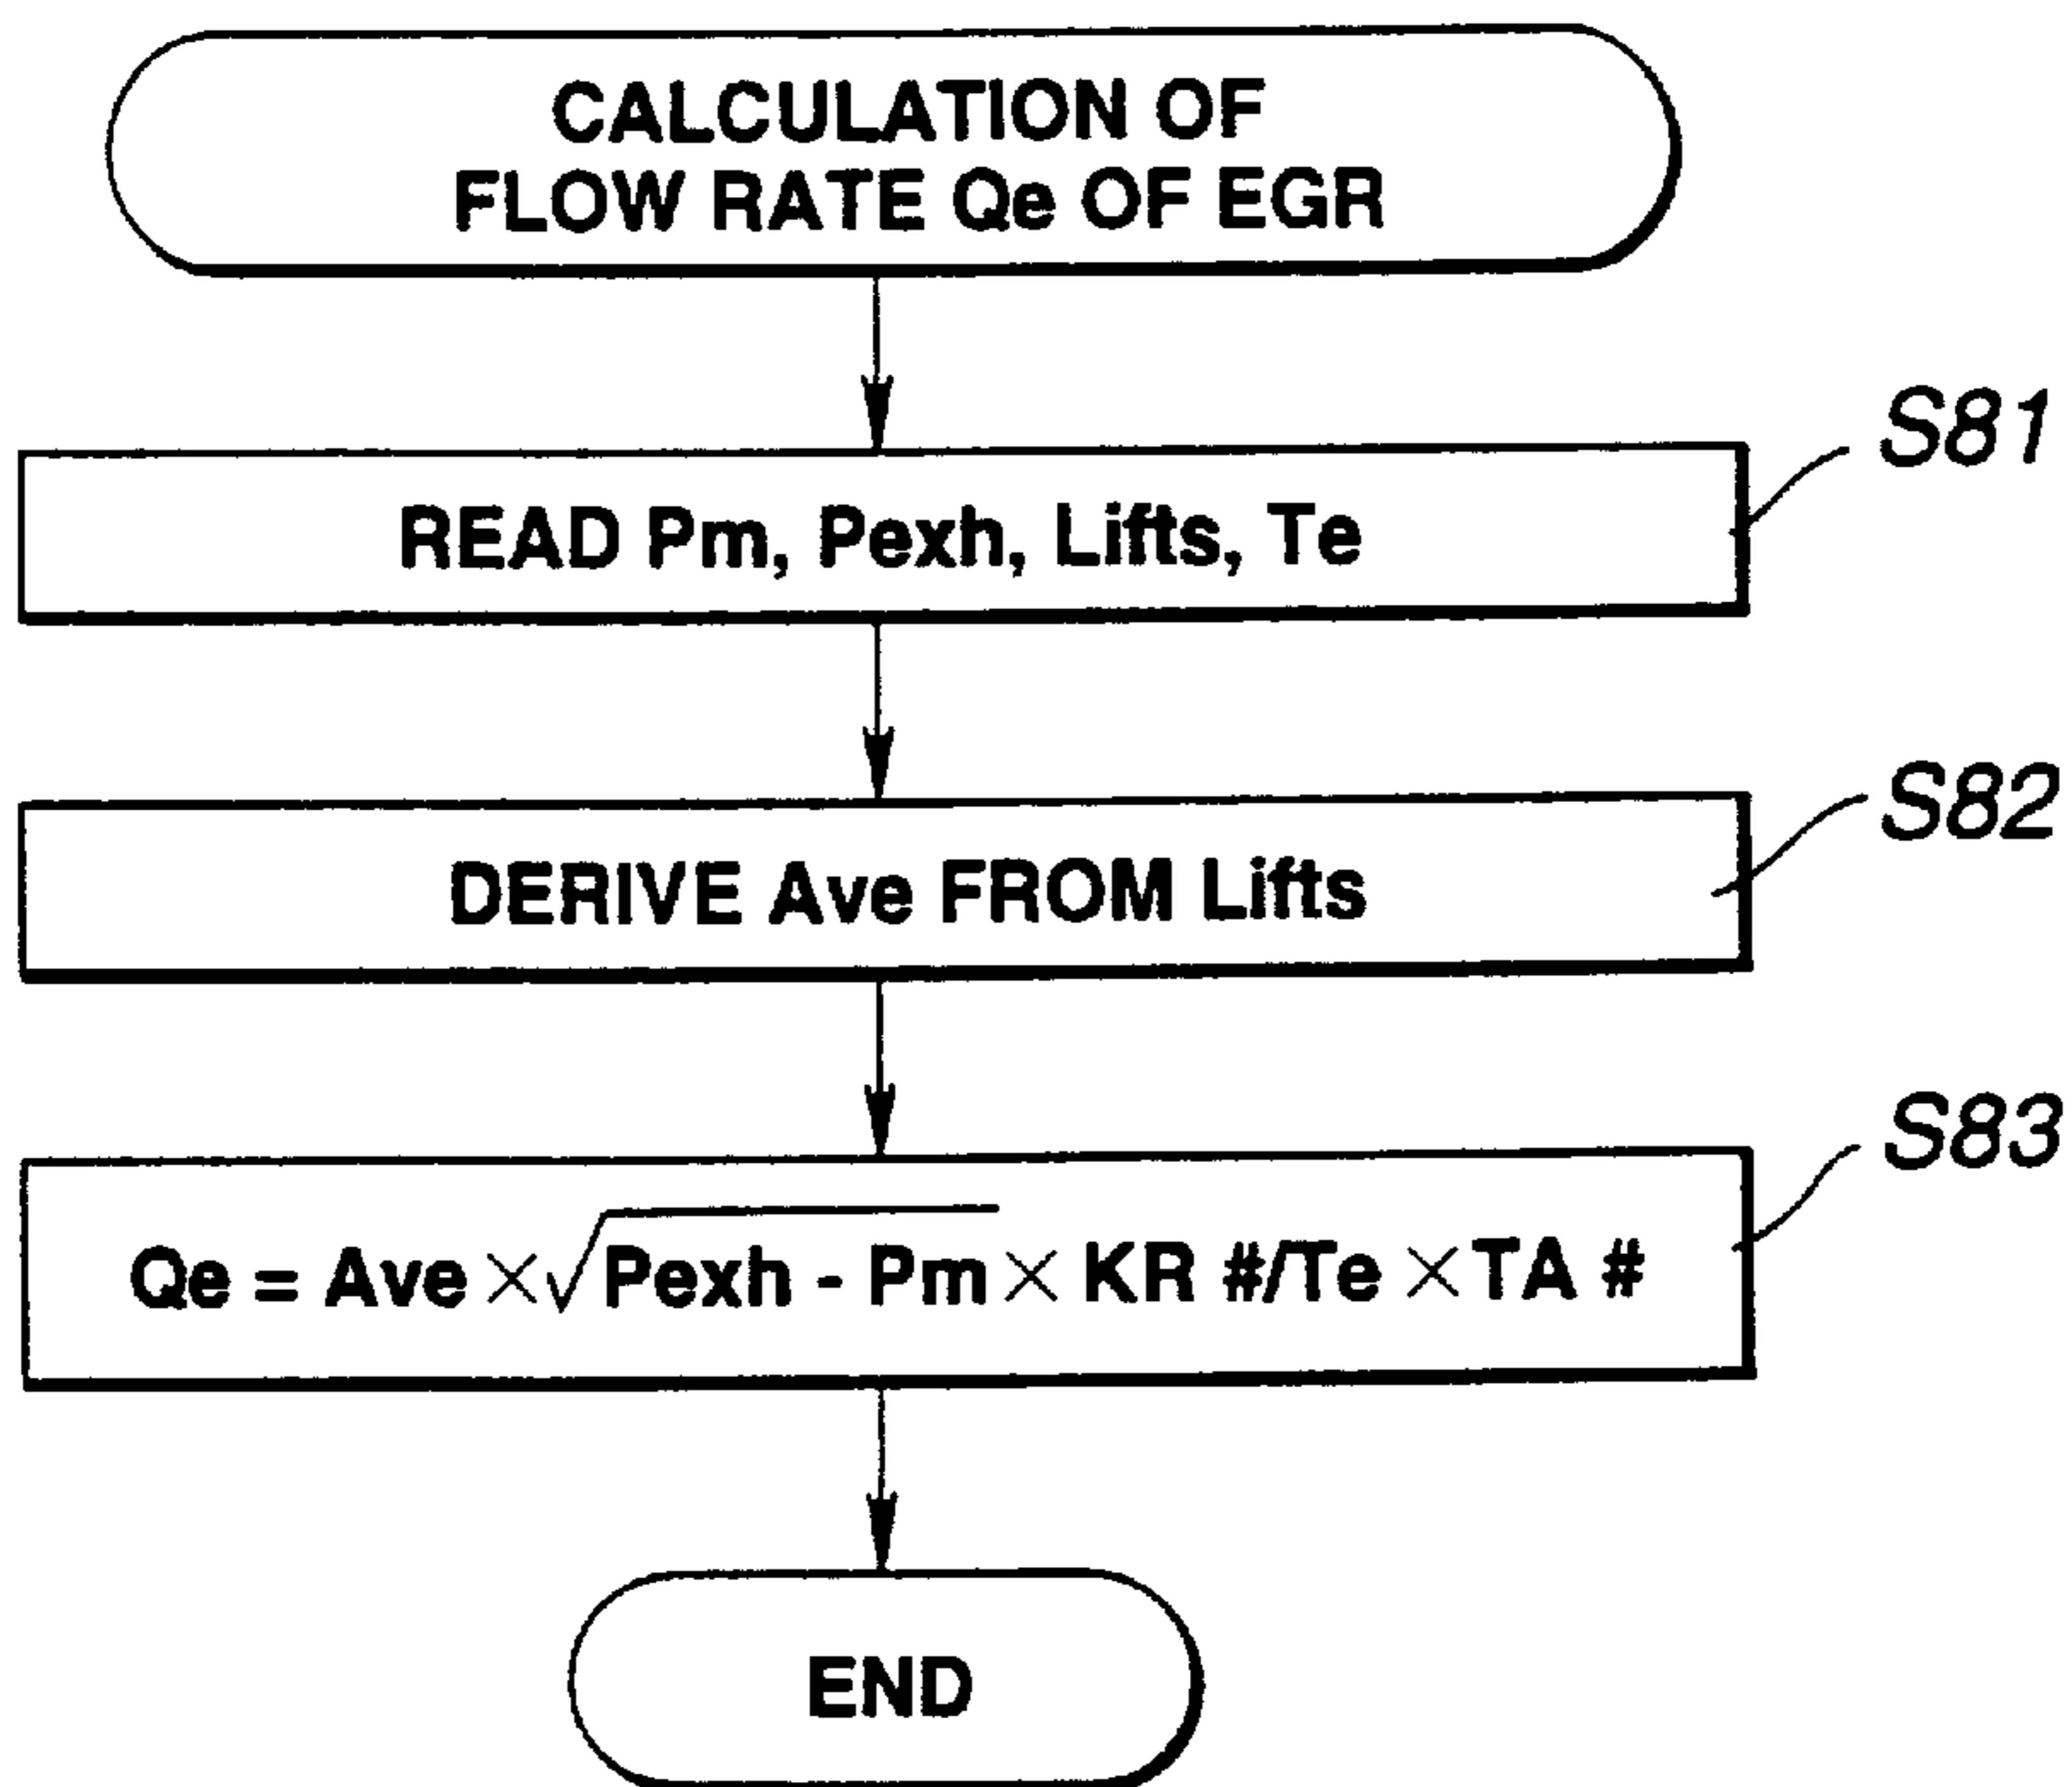 CALCULATION OF
FLOW RATE Qe OF EGR
S81
READ Pm, Pexh, Lifts, Te
S82
DERIVE Ave FROM Lifts
S83
Qe = Ave ×√Pexh - Pm × KR #/Te × TA #
END